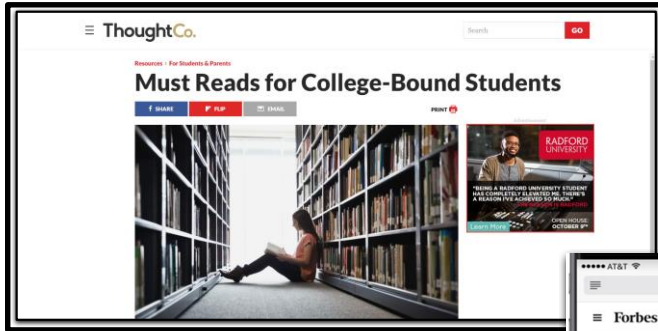 ≡ ThoughtCo.
Search
GO
Resources › For Students & Parents
Must Reads for College-Bound Students
f SHARE
FLIP
EMAIL
PRINT
Advertisement
RADFORD
UNIVERSITY
"BEING A RADFORD UNIVERSITY STUDENT
HAS COMPLETELY ELEVATED ME. THERE'S
A REASON I'VE ACHIEVED SO MUCH."
Learn More
OPEN HOUSE:
OCTOBER 8TH
AT&T
≡ Forbes